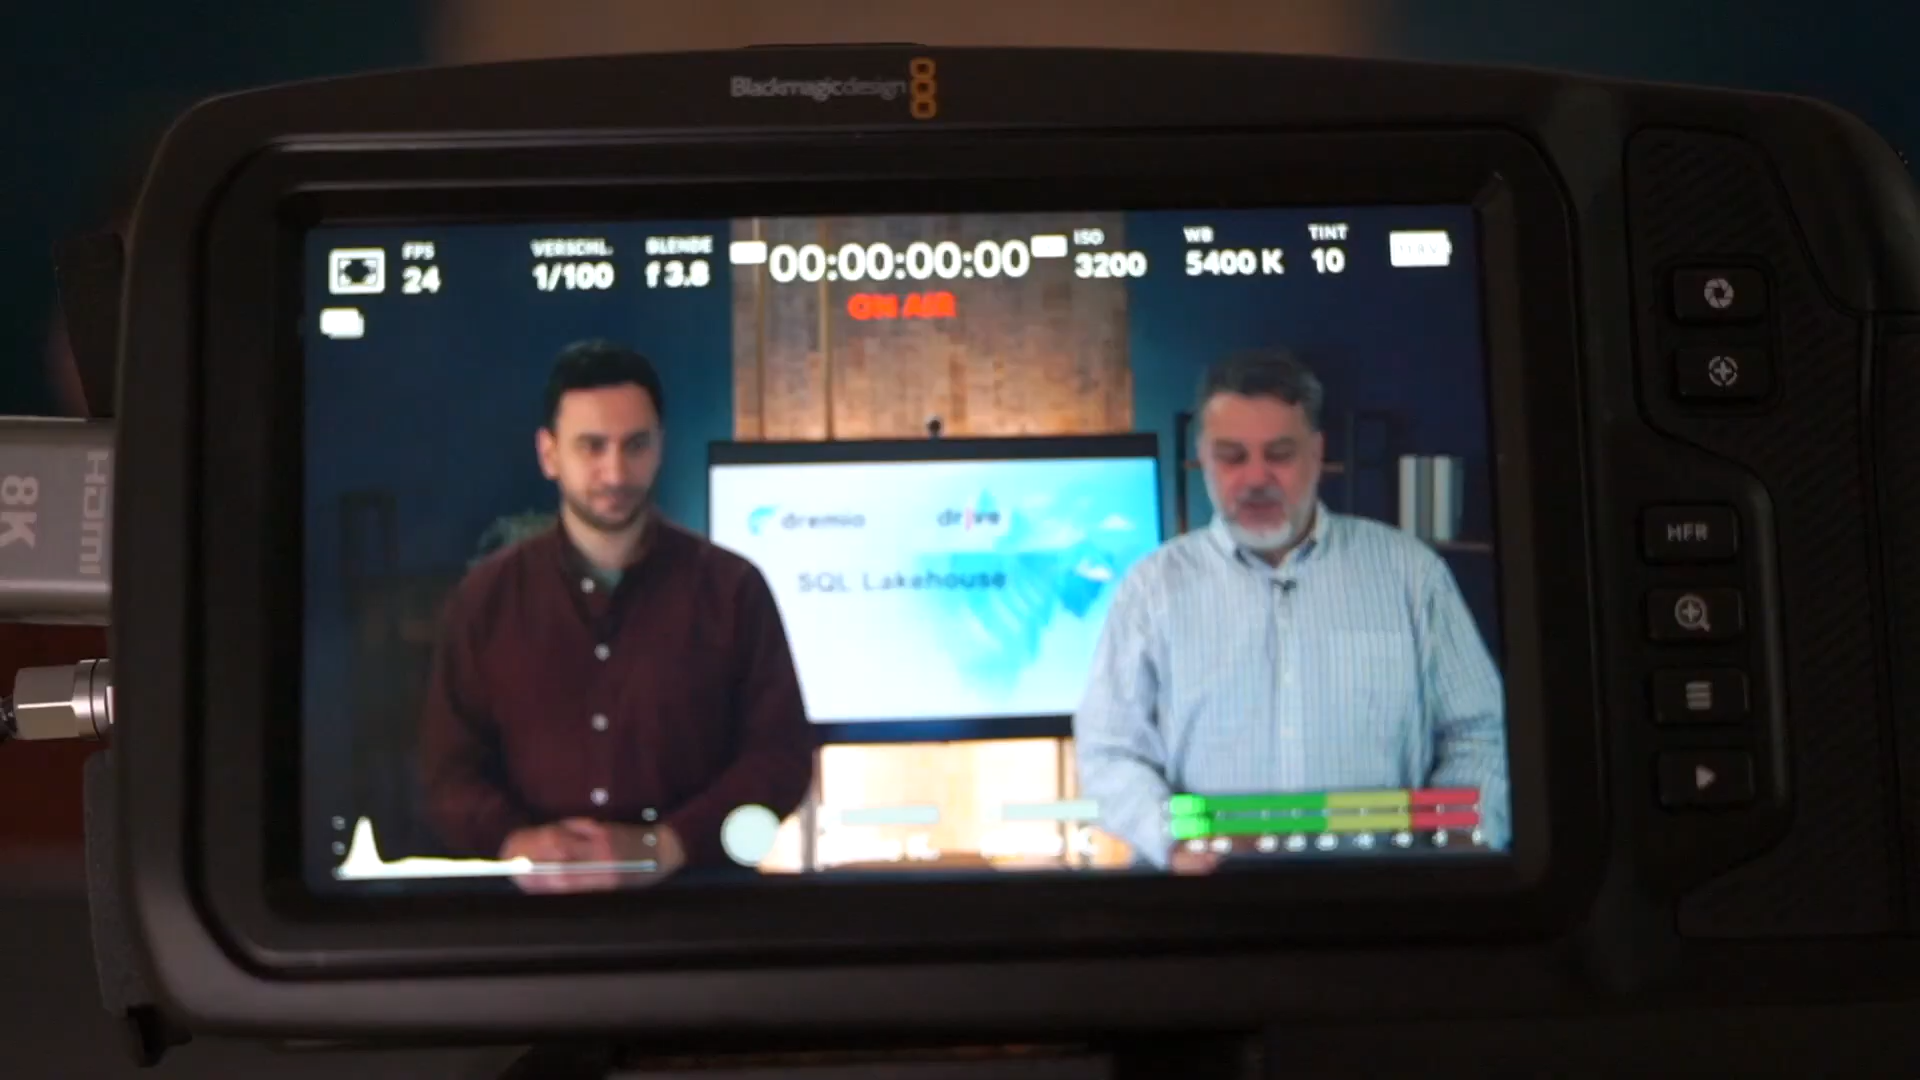 Blackmagicdesign
FPS
24
VERSCHL.
1/100
BLENDE
f 3.8
00:00:00:00
ON AIR
ISO
3200
WB
5400 K
TINT
10
dremio
drive
SQL Lakehouse
HFR
HDMI
8K